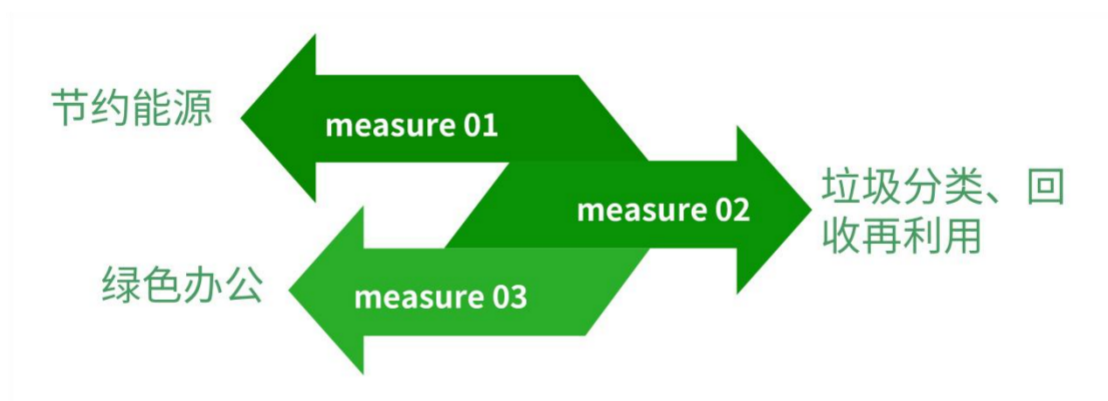 节约能源
measure 01
measure 02
垃圾分类、回
收再利用
绿色办公
measure 03